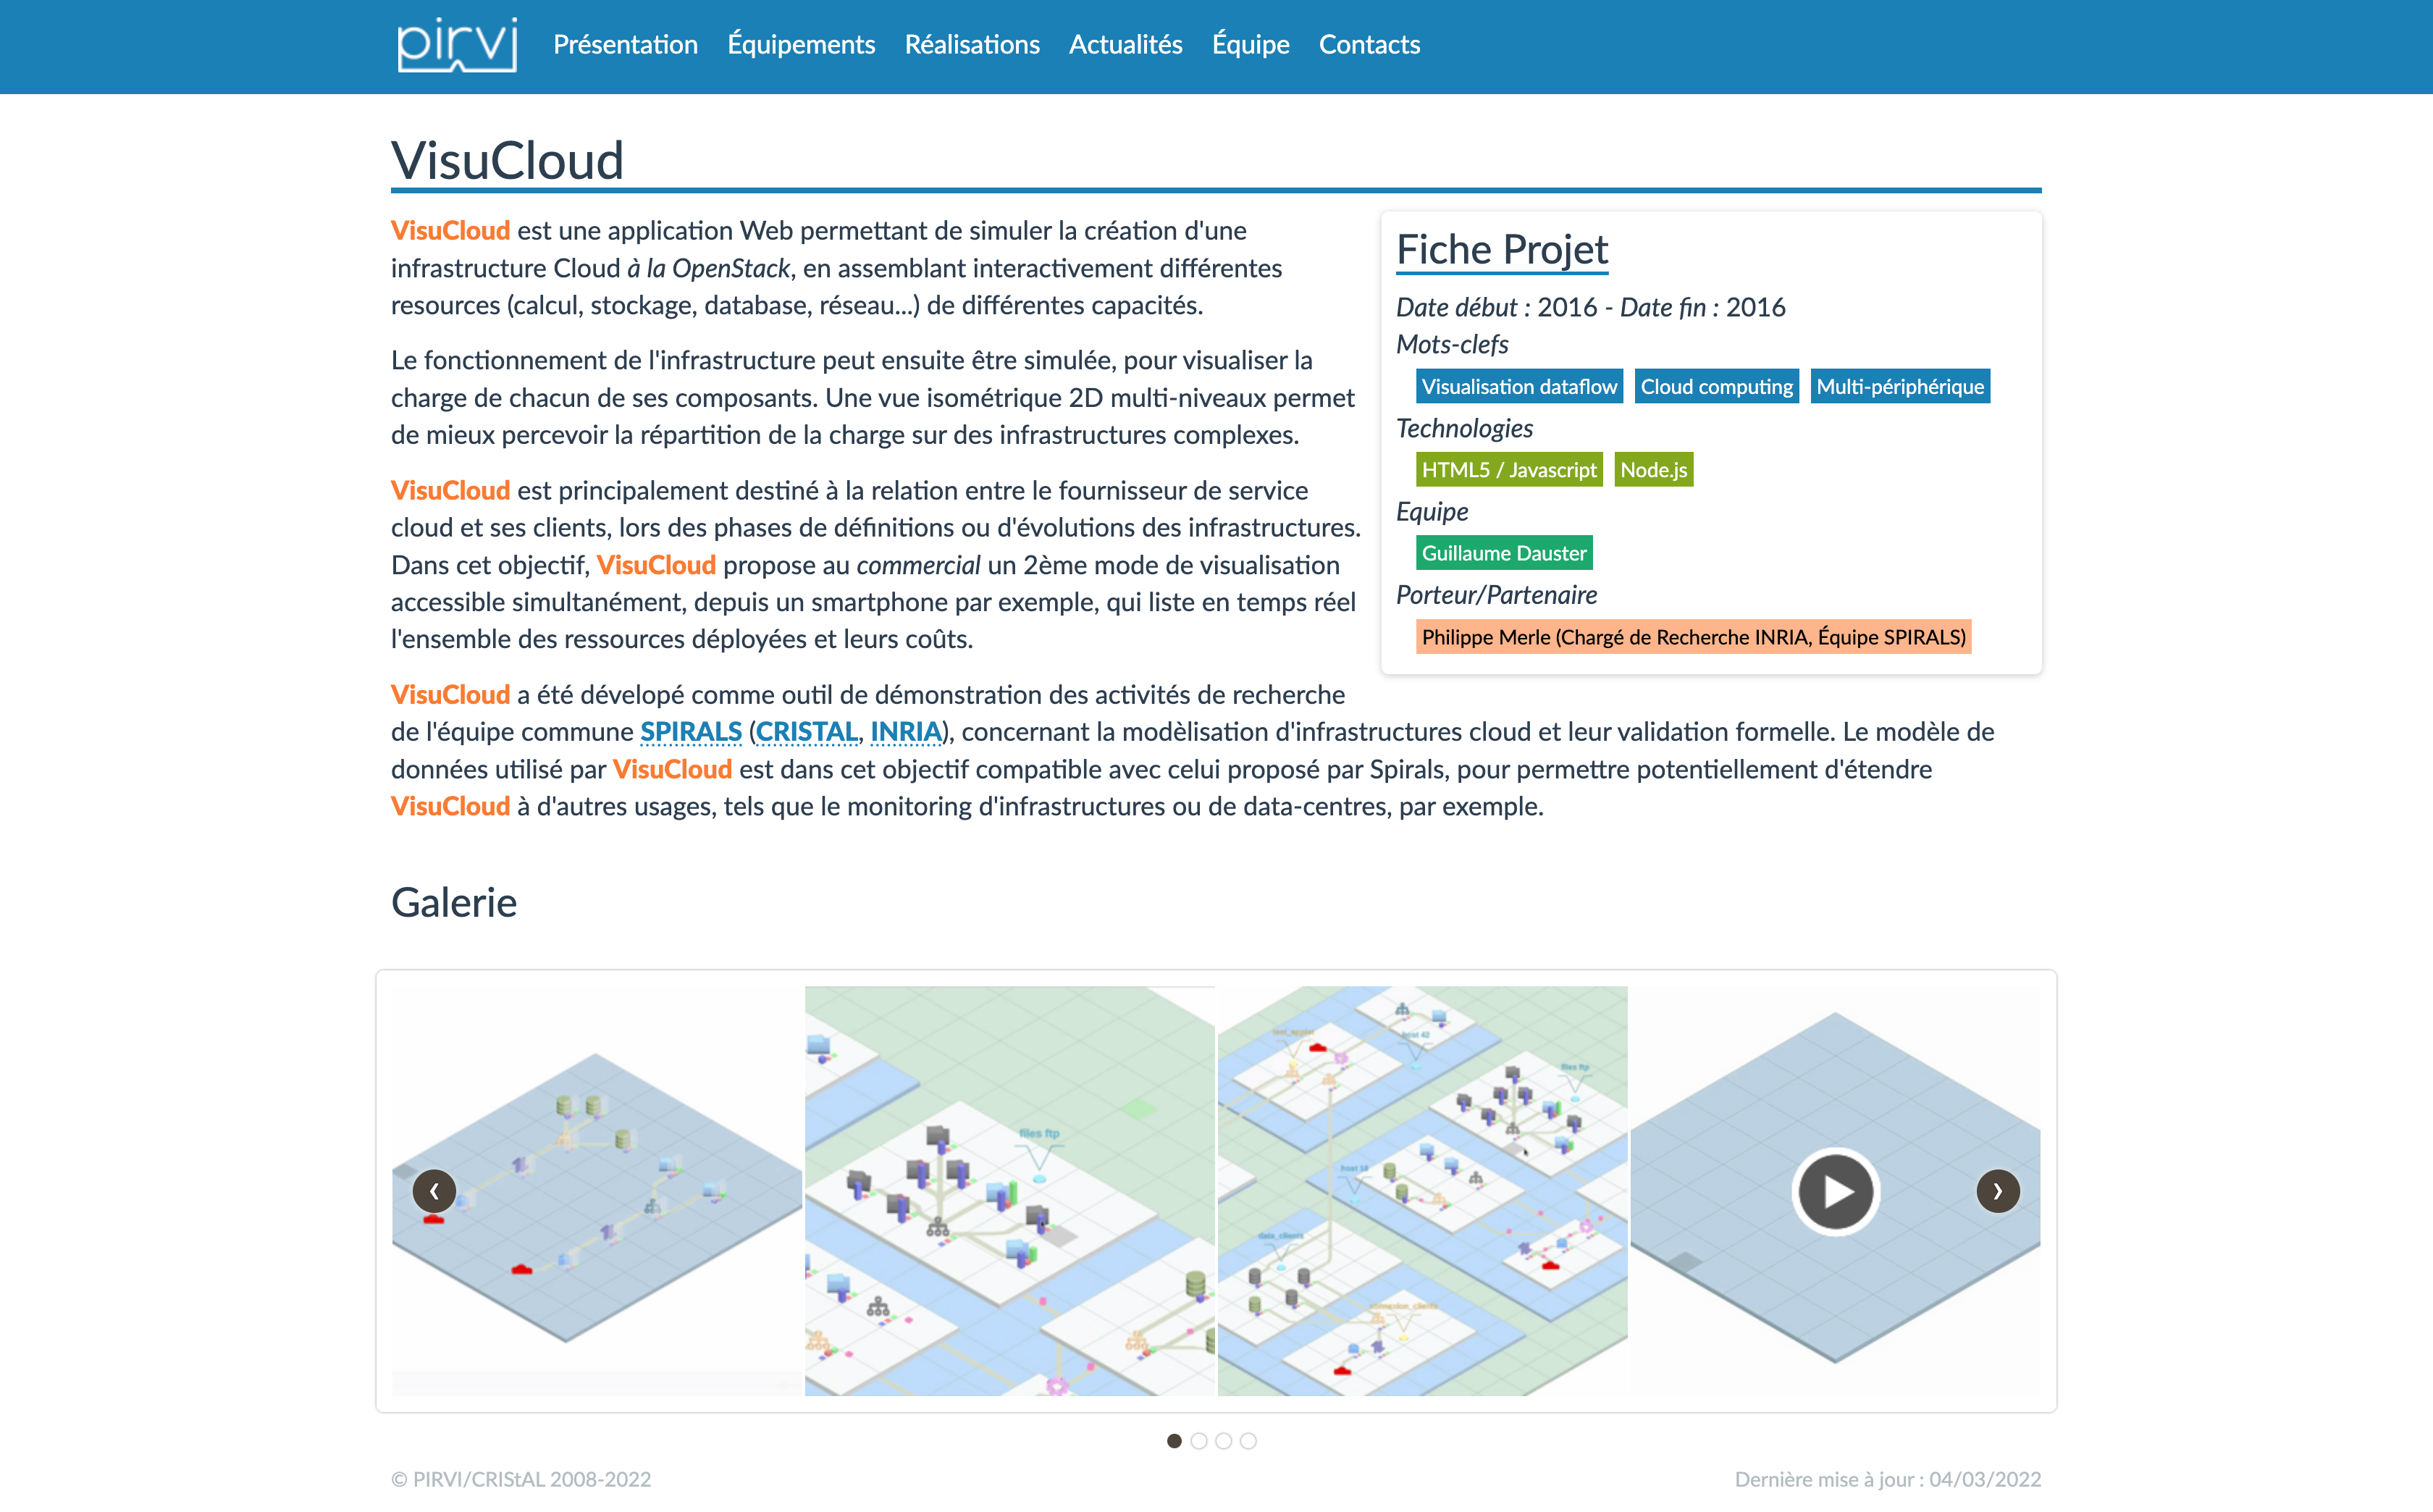 pirvi Présentation Équipements Réalisations Actualités Équipe Contacts
VisuCloud
VisuCloud est une application Web permettant de simuler la création d'une
infrastructure Cloud à la OpenStack, en assemblant interactivement différentes
resources (calcul, stockage, database, réseau...) de différentes capacités.
Le fonctionnement de l'infrastructure peut ensuite être simulée, pour visualiser la
charge de chacun de ses composants. Une vue isométrique 2D multi-niveaux permet
de mieux percevoir la répartition de la charge sur des infrastructures complexes.
VisuCloud est principalement destiné à la relation entre le fournisseur de service
cloud et ses clients, lors des phases de définitions ou d'évolutions des infrastructures.
Dans cet objectif, VisuCloud propose au commercial un 2ème mode de visualisation
accessible simultanément, depuis un smartphone par exemple, qui liste en temps réel
l'ensemble des ressources déployées et leurs coûts.
VisuCloud a été dévelopé comme outil de démonstration des activités de recherche
de l'équipe commune SPIRALS (CRISTAL, INRIA), concernant la modèlisation d'infrastructures cloud et leur validation formelle. Le modèle de
données utilisé par VisuCloud est dans cet objectif compatible avec celui proposé par Spirals, pour permettre potentiellement d'étendre
VisuCloud à d'autres usages, tels que le monitoring d'infrastructures ou de data-centres, par exemple.
Fiche Projet
Date début : 2016 - Date fin : 2016
Mots-clefs
Visualisation dataflow Cloud computing Multi-périphérique
Technologies
HTML5 / Javascript Node.js
Equipe
Guillaume Dauster
Porteur/Partenaire
Philippe Merle (Chargé de Recherche INRIA, Équipe SPIRALS)
Galerie
files ftp
host 42
files ftp
host 10
data_clients
connexion_clients
© PIRVI/CRIStAL 2008-2022
Dernière mise à jour : 04/03/2022